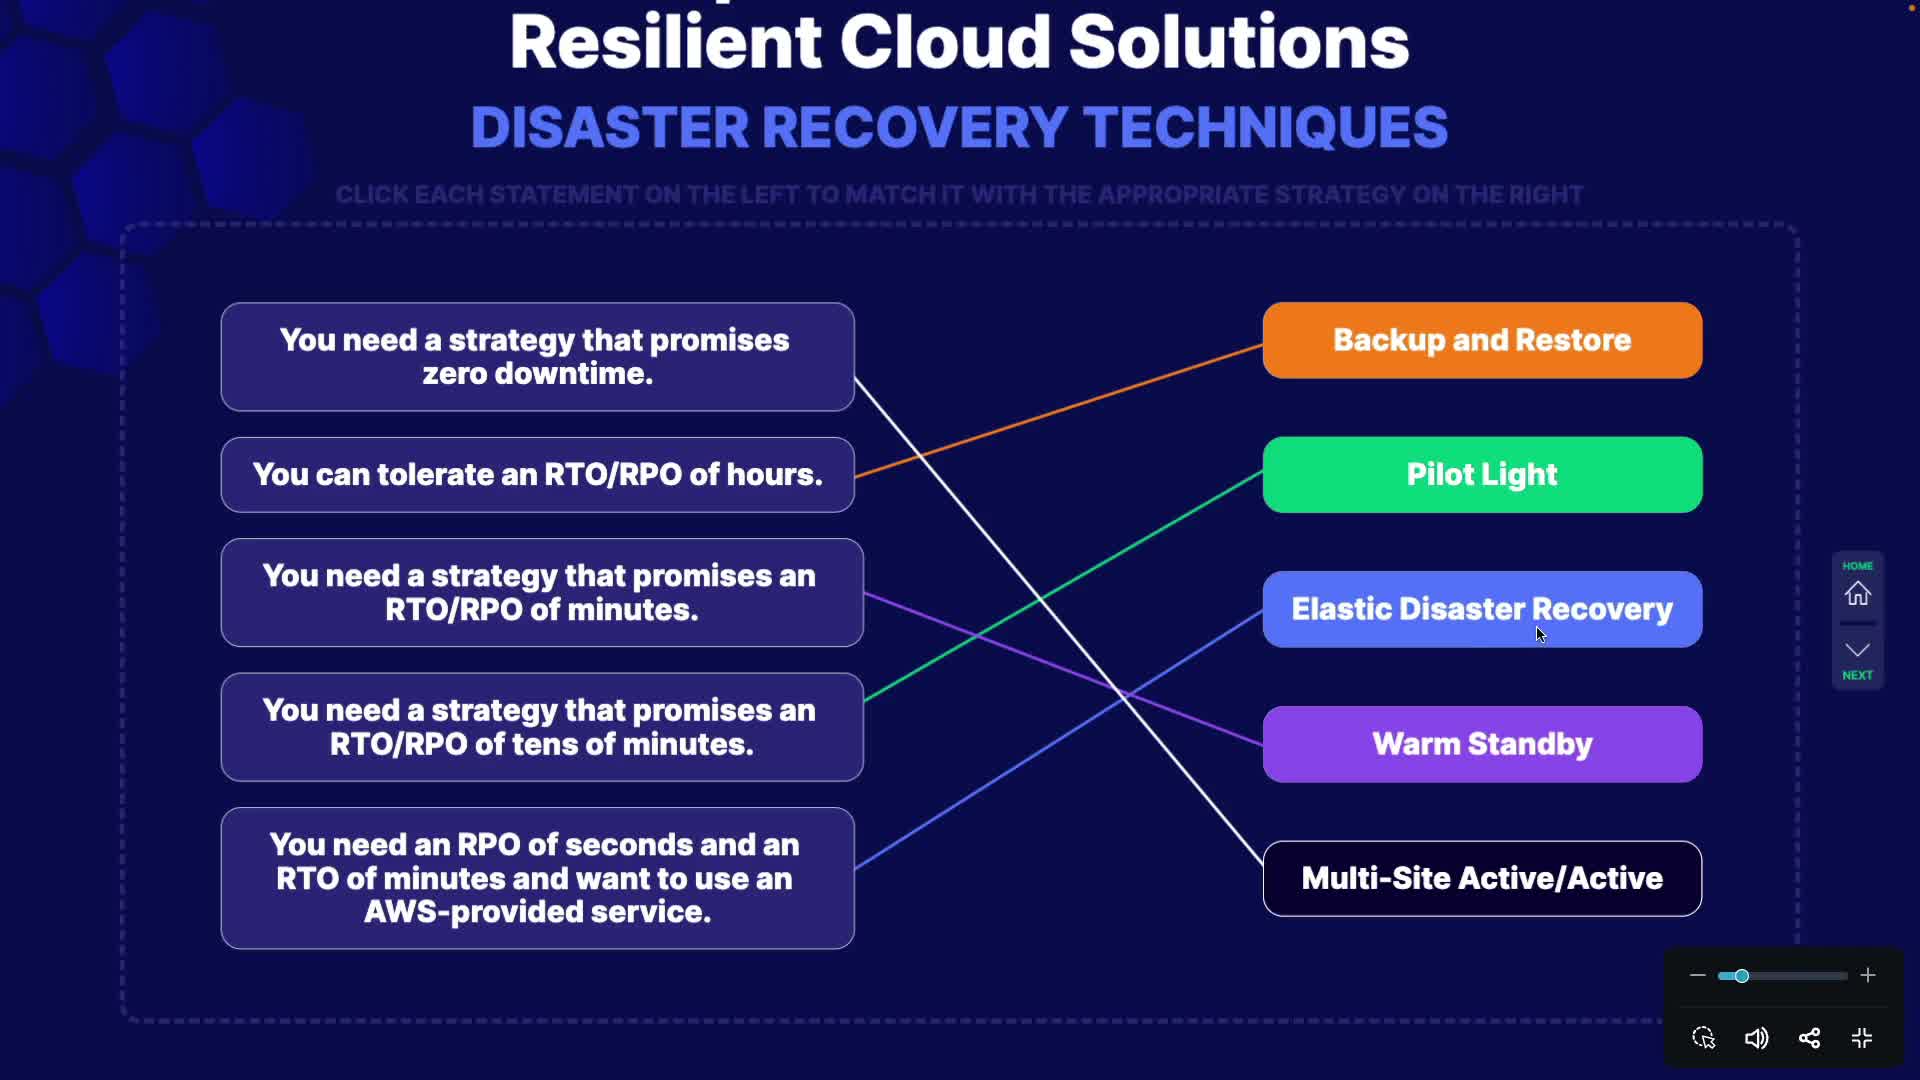 Resilient Cloud Solutions
DISASTER RECOVERY TECHNIQUES
CLICK EACH STATEMENT ON THE LEFT TO MATCH IT WITH THE APPROPRIATE STRATEGY ON THE RIGHT
You need a strategy that promises
zero downtime.
You can tolerate an RTO/RPO of hours.
You need a strategy that promises an
RTO/RPO of minutes.
You need a strategy that promises an
RTO/RPO of tens of minutes.
You need an RPO of seconds and an
RTO of minutes and want to use an
AWS-provided service.
Backup and Restore
Pilot Light
Elastic Disaster Recovery
Warm Standby
Multi-Site Active/Active
HOME
NEXT